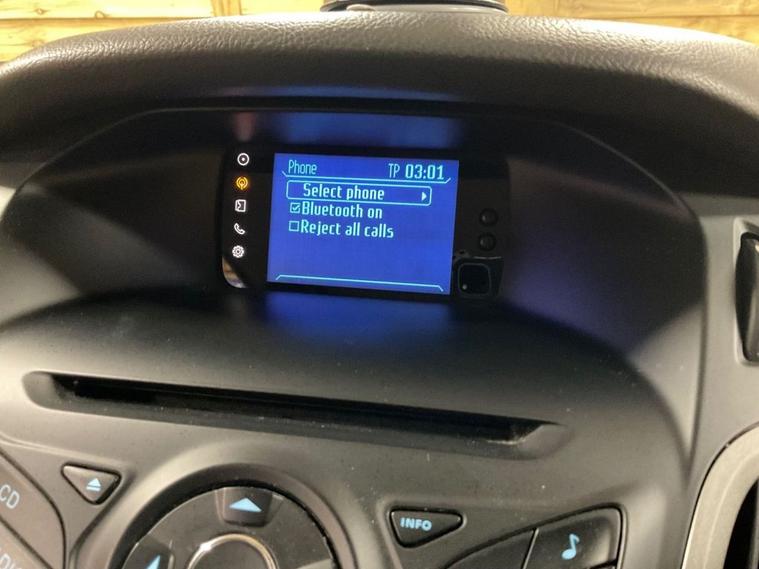 Phone TP 03:01
Select phone
Bluetooth on
Reject all calls
CD
INFO